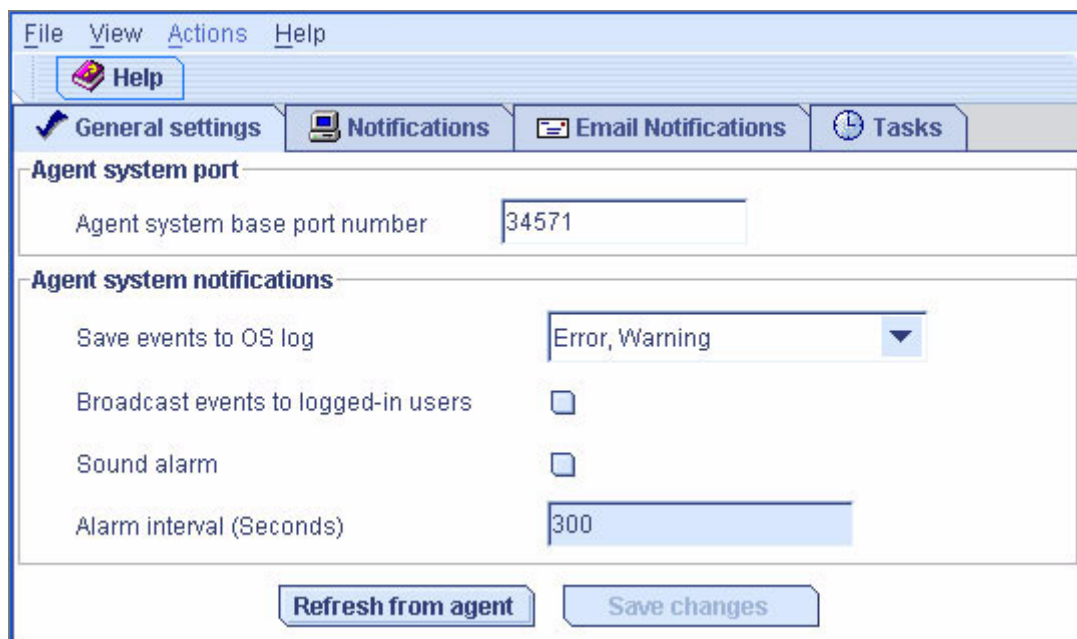 File View Actions Help
Help
General settings Notifications Email Notifications Tasks
Agent system port
Agent system base port number 34571
Agent system notifications
Save events to OS log Error, Warning
Broadcast events to logged-in users
Sound alarm
Alarm interval (Seconds) 300
Refresh from agent Save changes